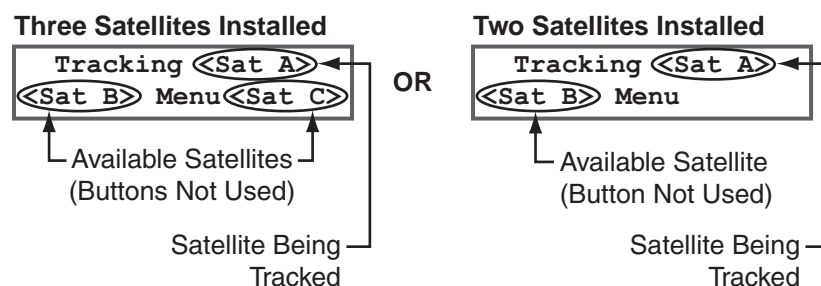 Three Satellites Installed
Tracking <Sat A>
<Sat B> Menu <Sat C>
Available Satellites
(Buttons Not Used)
Satellite Being
Tracked
OR
Two Satellites Installed
Tracking <Sat A>
<Sat B> Menu
Available Satellite
(Button Not Used)
Satellite Being
Tracked